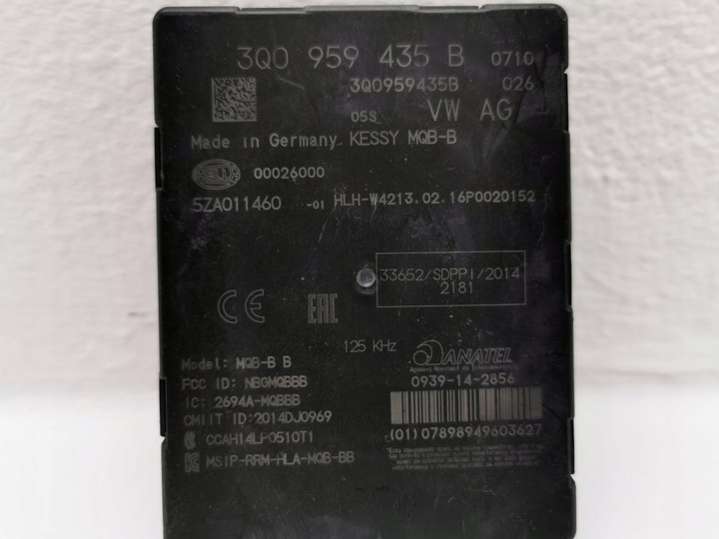 3Q0 959 435 B 0710
3Q0959435B 026
05S VW AG
Made in Germany KESSY MQB-B
00026000
5ZA011460 -01 HLH-W4213.02.16P0020152
33652/SDPPI/2014
2181
CE EAC
125 KHz
ANATEL
Model: MQB-B B
FCC ID: NBGMQBBB
0939-14-2856
IC: 2694A-MQBBB
CMIIT ID:2014DJ0969
CCAH14LP0510T1
(01)07898949603627
MSIP-RRM-HLA-MQB-BB